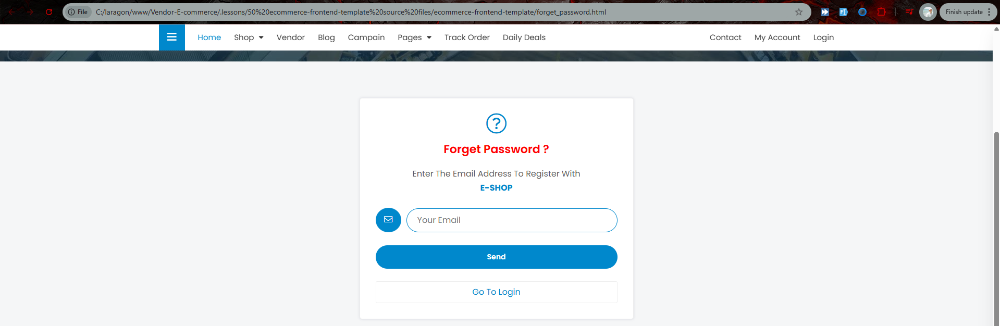 File C:/laragon/www/Vendor-E-commerce/.lessons/50%20ecommerce-frontend-template%20source%20files/ecommerce-frontend-template/forget_password.html Finish update
Home Shop Vendor Blog Campain Pages Track Order Daily Deals Contact My Account Login
Forget Password ?
Enter The Email Address To Register With
E-SHOP
Your Email
Send
Go To Login